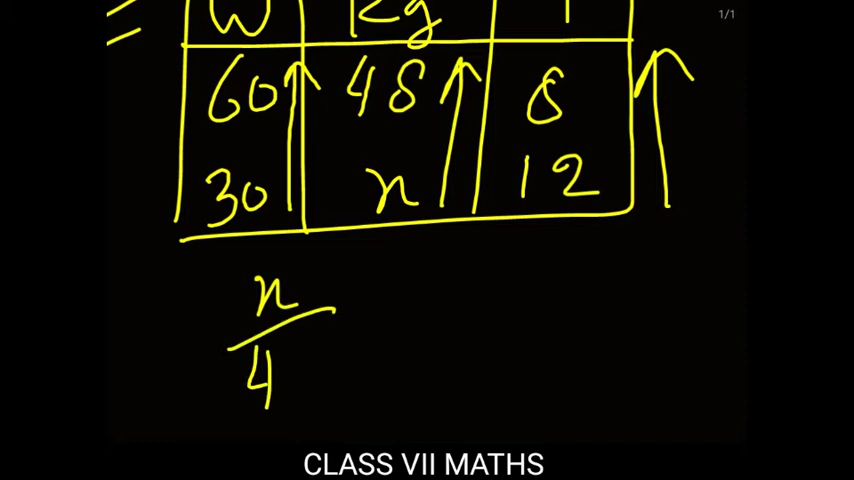 1/1
= W Kg
60 48 8
30 x 12
x
4
CLASS VII MATHS